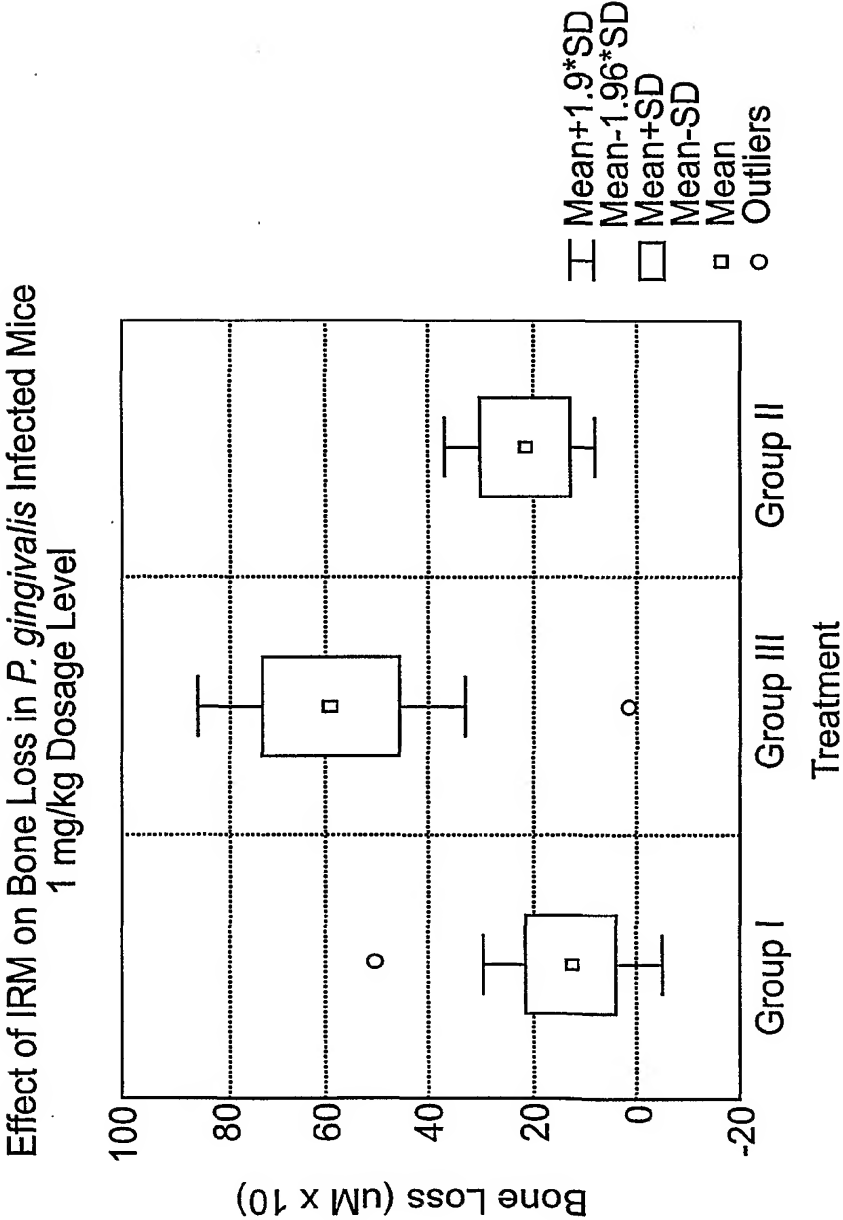 Effect of IRM on Bone Loss in P. gingivalis Infected Mice
1 mg/kg Dosage Level
Bone Loss (uM x 10)
100
80
60
40
20
0
-20
Group I
Group III
Group II
Treatment
Mean+1.9*SD
Mean-1.96*SD
Mean+SD
Mean-SD
Mean
Outliers